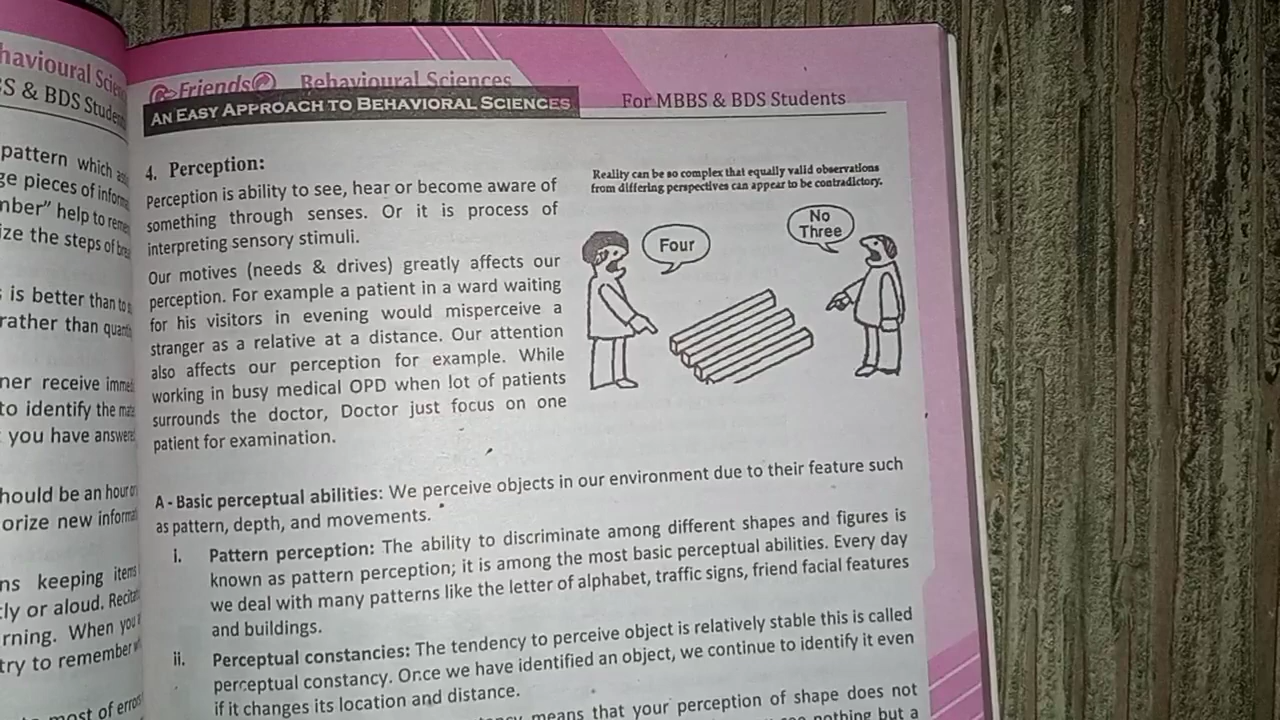 havioural
S & BDS
pattern which
ge pieces of
mber" help to
ize the steps of
is better than to
rather than
ner receive
to identify the
you have
hould be an hour
orize new
ns keeping items
ly or aloud.
rning. When you
try to remember
most of
Friends Behavioural Sciences
AN EASY APPROACH TO BEHAVIORAL SCIENCES
For MBBS & BDS Students
4. Perception:
Perception is ability to see, hear or become aware of
something through senses. Or it is process of
interpreting sensory stimuli.
Our motives (needs & drives) greatly affects our
perception. For example a patient in a ward waiting
for his visitors in evening would misperceive a
stranger as a relative at a distance. Our attention
also affects our perception for example. While
working in busy medical OPD when lot of patients
surrounds the doctor, Doctor just focus on one
patient for examination.
Reality can be so complex that equally valid observations
from differing perspectives can appear to be contradictory.
Four
No
Three
A - Basic perceptual abilities: We perceive objects in our environment due to their feature such
as pattern, depth, and movements.
i. Pattern perception: The ability to discriminate among different shapes and figures is
known as pattern perception; it is among the most basic perceptual abilities. Every day
we deal with many patterns like the letter of alphabet, traffic signs, friend facial features
and buildings.
ii. Perceptual constancies: The tendency to perceive object is relatively stable this is called
perceptual constancy. Once we have identified an object, we continue to identify it even
if it changes its location and distance.
means that your perception of shape does not
nothing but a